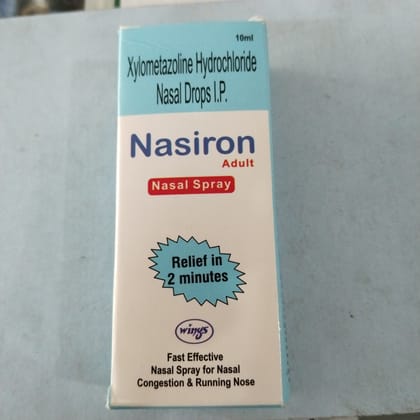 10ml
Xylometazoline Hydrochloride
Nasal Drops I.P.
Nasiron
Adult
Nasal Spray
Relief in
2 minutes
wings
Fast Effective
Nasal Spray for Nasal
Congestion & Running Nose